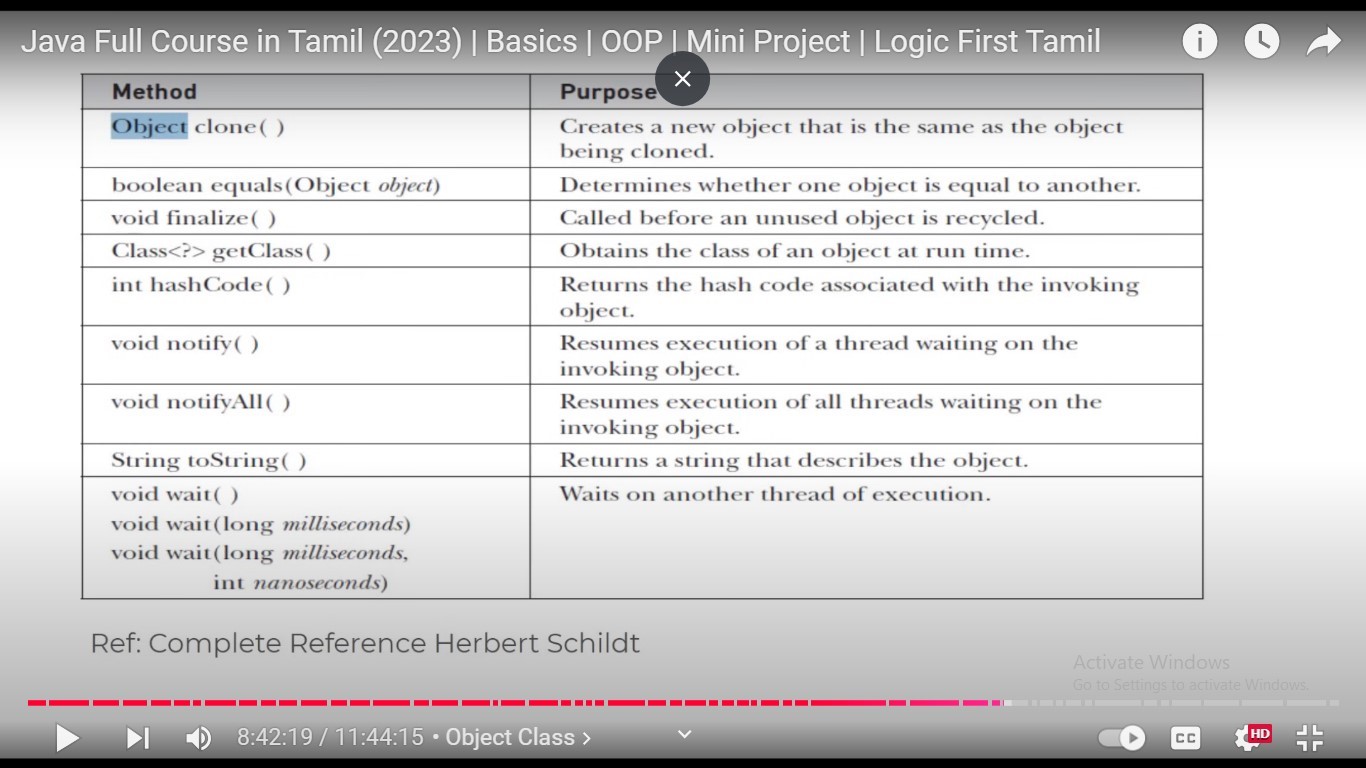 Java Full Course in Tamil (2023) | Basics | OOP | Mini Project | Logic First Tamil
Method Purpose
Object clone( ) Creates a new object that is the same as the object
being cloned.
boolean equals(Object object) Determines whether one object is equal to another.
void finalize( ) Called before an unused object is recycled.
Class<?> getClass( ) Obtains the class of an object at run time.
int hashCode( ) Returns the hash code associated with the invoking
object.
void notify( ) Resumes execution of a thread waiting on the
invoking object.
void notifyAll( ) Resumes execution of all threads waiting on the
invoking object.
String toString( ) Returns a string that describes the object.
void wait( ) Waits on another thread of execution.
void wait(long milliseconds)
void wait(long milliseconds,
int nanoseconds)
Ref: Complete Reference Herbert Schildt
Activate Windows
Go to Settings to activate Windows.
8:42:19 / 11:44:15 • Object Class >
CC
HD